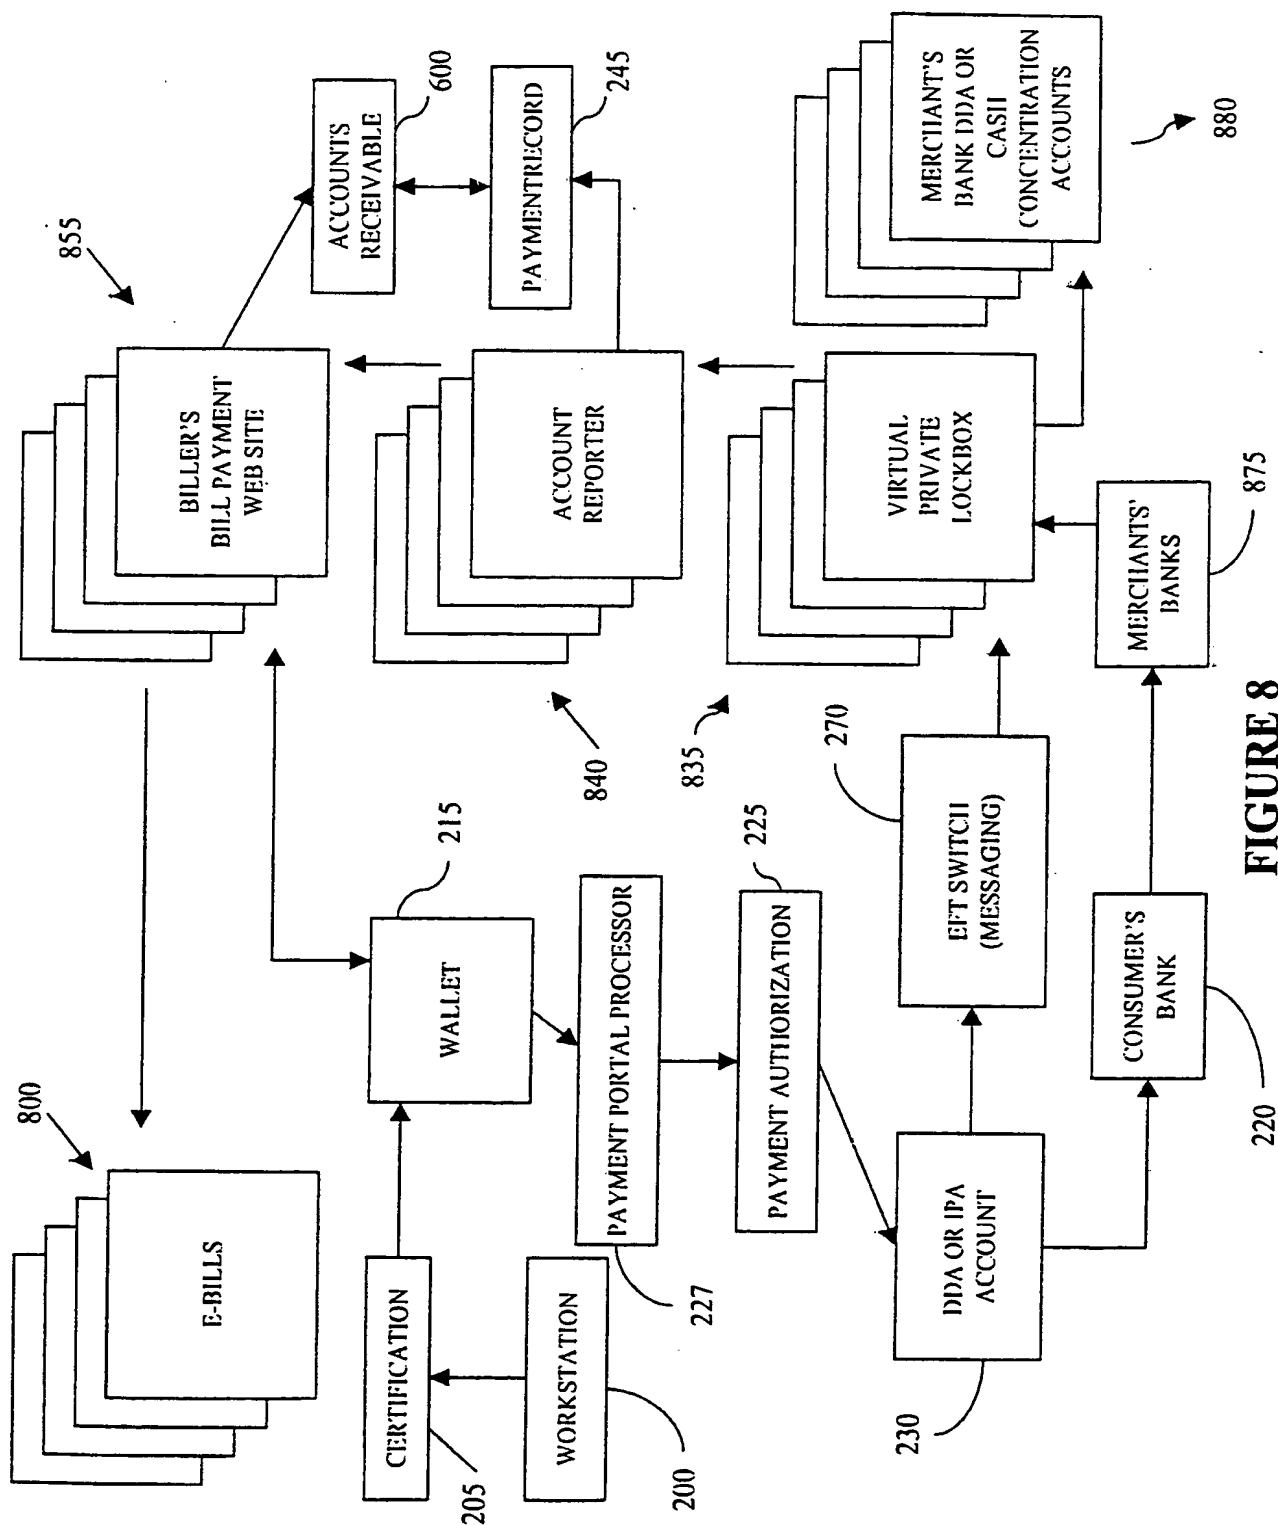 800
E-BILLS
855
BILLER'S
BILL PAYMENT
WEB SITE
ACCOUNTS
RECEIVABLE
600
CERTIFICATION
205
WORKSTATION
200
WALLET
215
PAYMENT PORTAL PROCESSOR
227
840
ACCOUNT
REPORTER
PAYMENTRECORD
245
PAYMENT AUTHORIZATION
225
835
VIRTUAL
PRIVATE
LOCKBOX
MERCHANT'S
BANK DDA OR
CASH
CONCENTRATION
ACCOUNTS
880
DDA OR IPA
ACCOUNT
230
EFT SWITCH
(MESSAGING)
270
CONSUMER'S
BANK
220
MERCHANTS'
BANKS
875
FIGURE 8